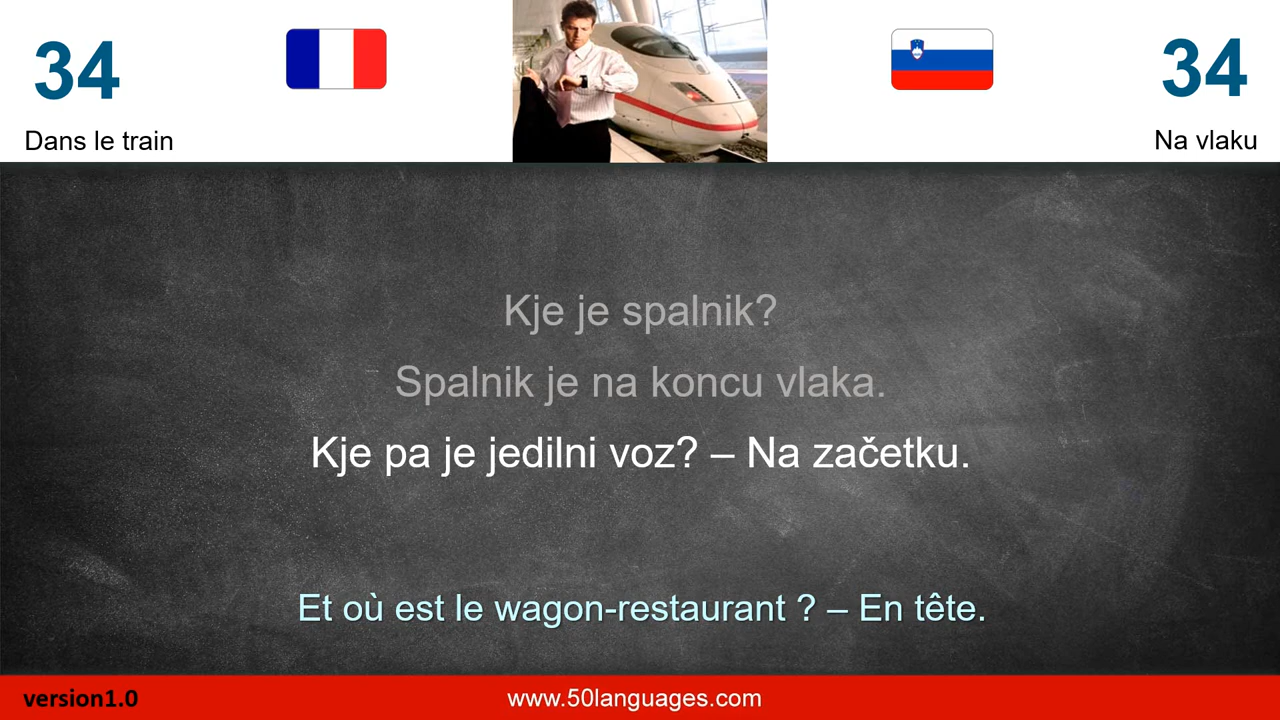 34
34
Dans le train
Na vlaku
Kje je spalnik?
Spalnik je na koncu vlaka.
Kje pa je jedilni voz? – Na začetku.
Et où est le wagon-restaurant ? – En tête.
version1.0
www.50languages.com